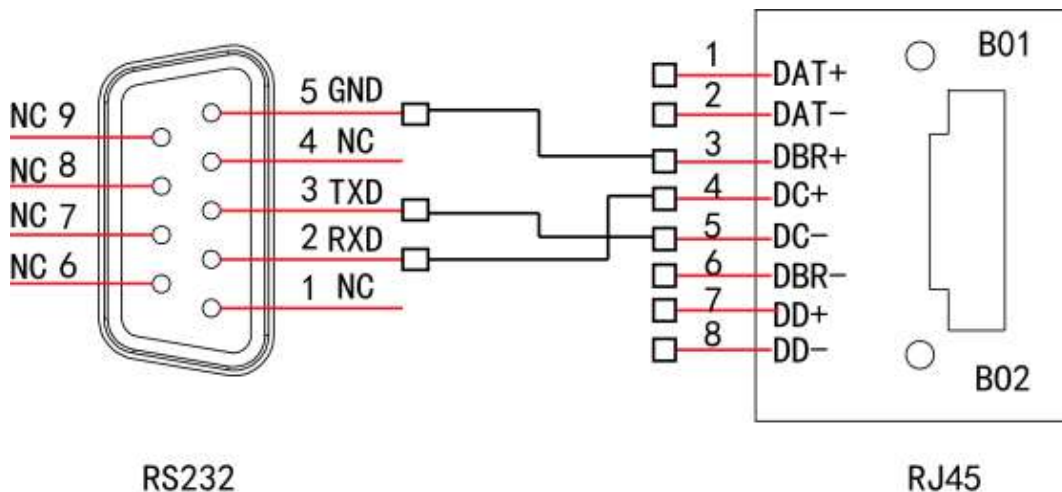 NC 9
NC 8
NC 7
NC 6
5 GND
4 NC
3 TXD
2 RXD
1 NC
RS232
1 DAT+
2 DAT-
3 DBR+
4 DC+
5 DC-
6 DBR-
7 DD+
8 DD-
B01
B02
RJ45